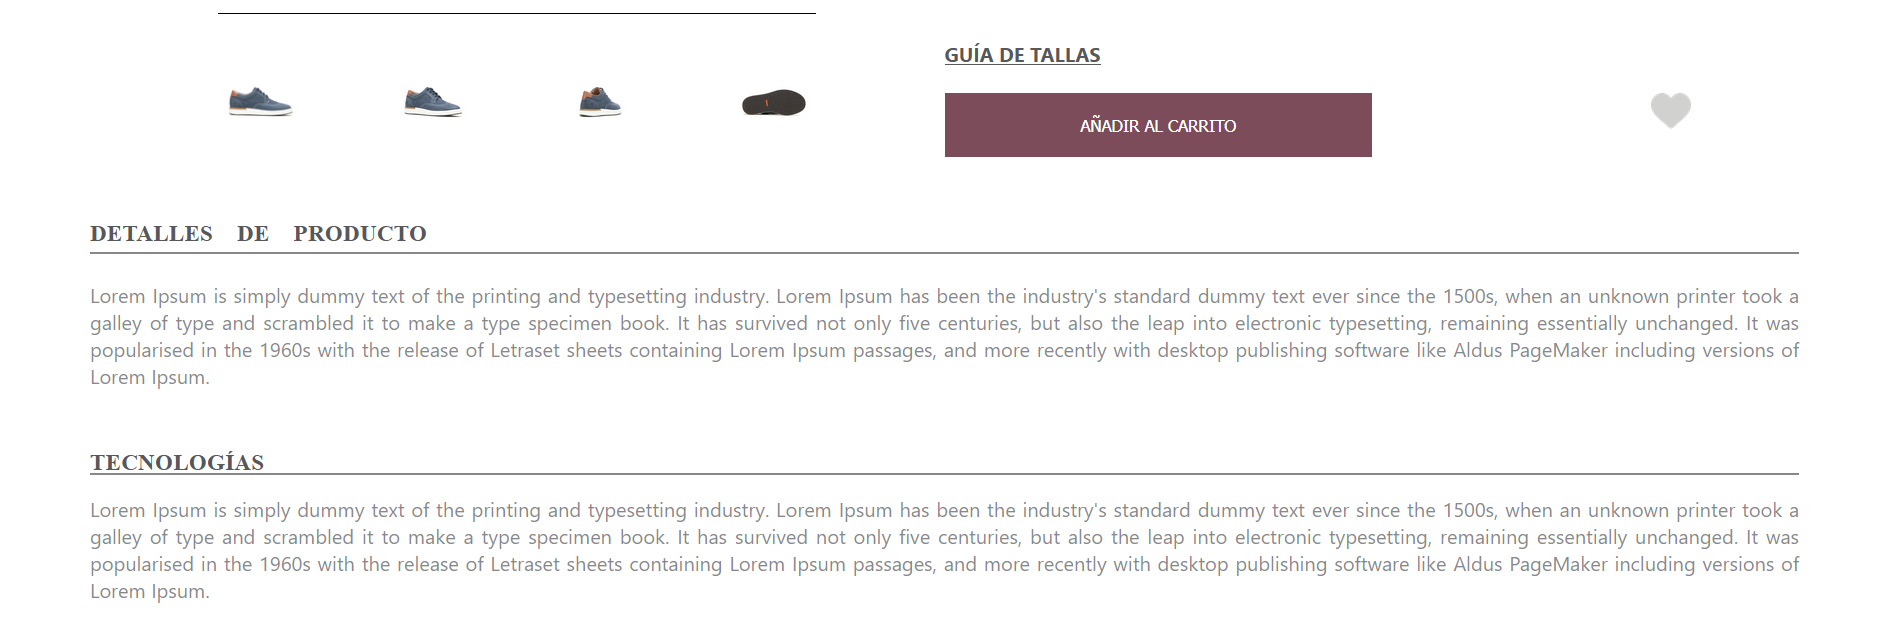 GUÍA DE TALLAS
AÑADIR AL CARRITO
DETALLES DE PRODUCTO
Lorem Ipsum is simply dummy text of the printing and typesetting industry. Lorem Ipsum has been the industry's standard dummy text ever since the 1500s, when an unknown printer took a
galley of type and scrambled it to make a type specimen book. It has survived not only five centuries, but also the leap into electronic typesetting, remaining essentially unchanged. It was
popularised in the 1960s with the release of Letraset sheets containing Lorem Ipsum passages, and more recently with desktop publishing software like Aldus PageMaker including versions of
Lorem Ipsum.
TECNOLOGÍAS
Lorem Ipsum is simply dummy text of the printing and typesetting industry. Lorem Ipsum has been the industry's standard dummy text ever since the 1500s, when an unknown printer took a
galley of type and scrambled it to make a type specimen book. It has survived not only five centuries, but also the leap into electronic typesetting, remaining essentially unchanged. It was
popularised in the 1960s with the release of Letraset sheets containing Lorem Ipsum passages, and more recently with desktop publishing software like Aldus PageMaker including versions of
Lorem Ipsum.